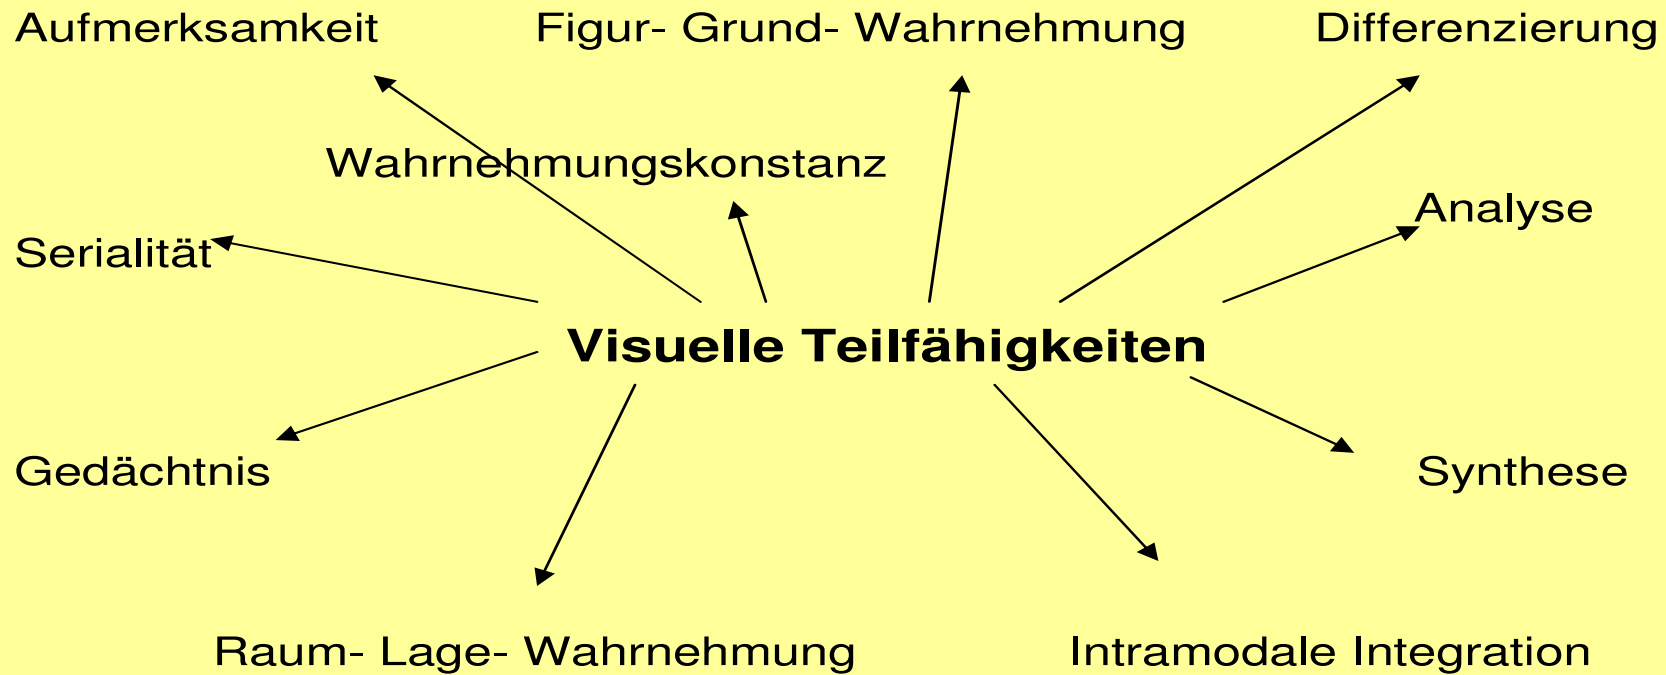 Aufmerksamkeit
Figur- Grund- Wahrnehmung
Differenzierung
Wahrnehmungskonstanz
Analyse
Serialität
Visuelle Teilfähigkeiten
Gedächtnis
Synthese
Raum- Lage- Wahrnehmung
Intramodale Integration